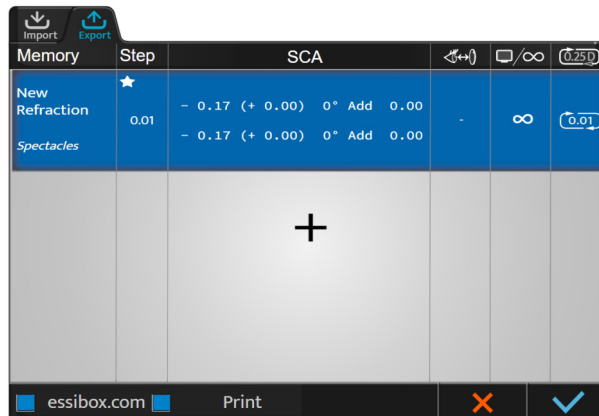 Import Export
Memory Step SCA /∞ 0.25D
New
Refraction
Spectacles
0.01
- 0.17 (+ 0.00) 0° Add 0.00
- 0.17 (+ 0.00) 0° Add 0.00
- ∞ 0.01
+
essibox.com Print